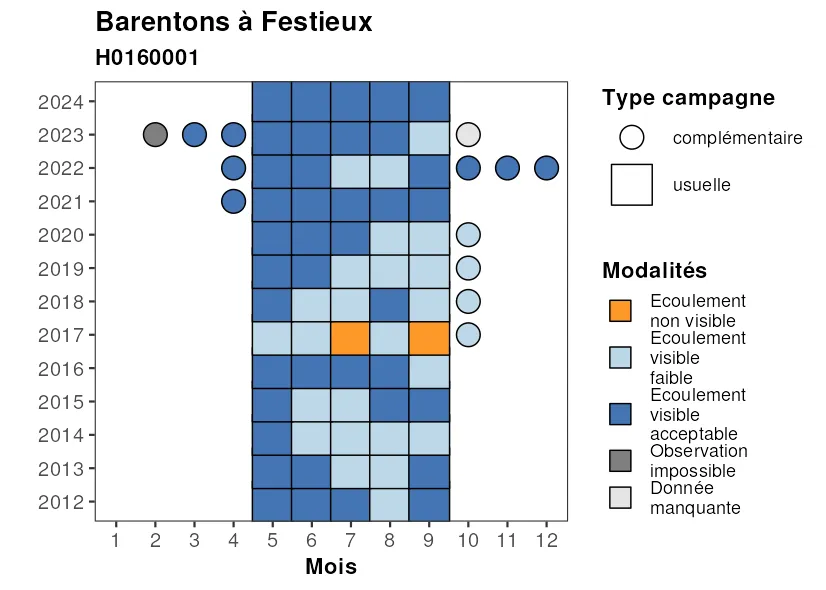 Barentons à Festieux
H0160001
2024
2023
2022
2021
2020
2019
2018
2017
2016
2015
2014
2013
2012
1 2 3 4 5 6 7 8 9 10 11 12
Mois
Type campagne
complémentaire
usuelle
Modalités
Ecoulement
non visible
Ecoulement
visible
faible
Ecoulement
visible
acceptable
Observation
impossible
Donnée
manquante